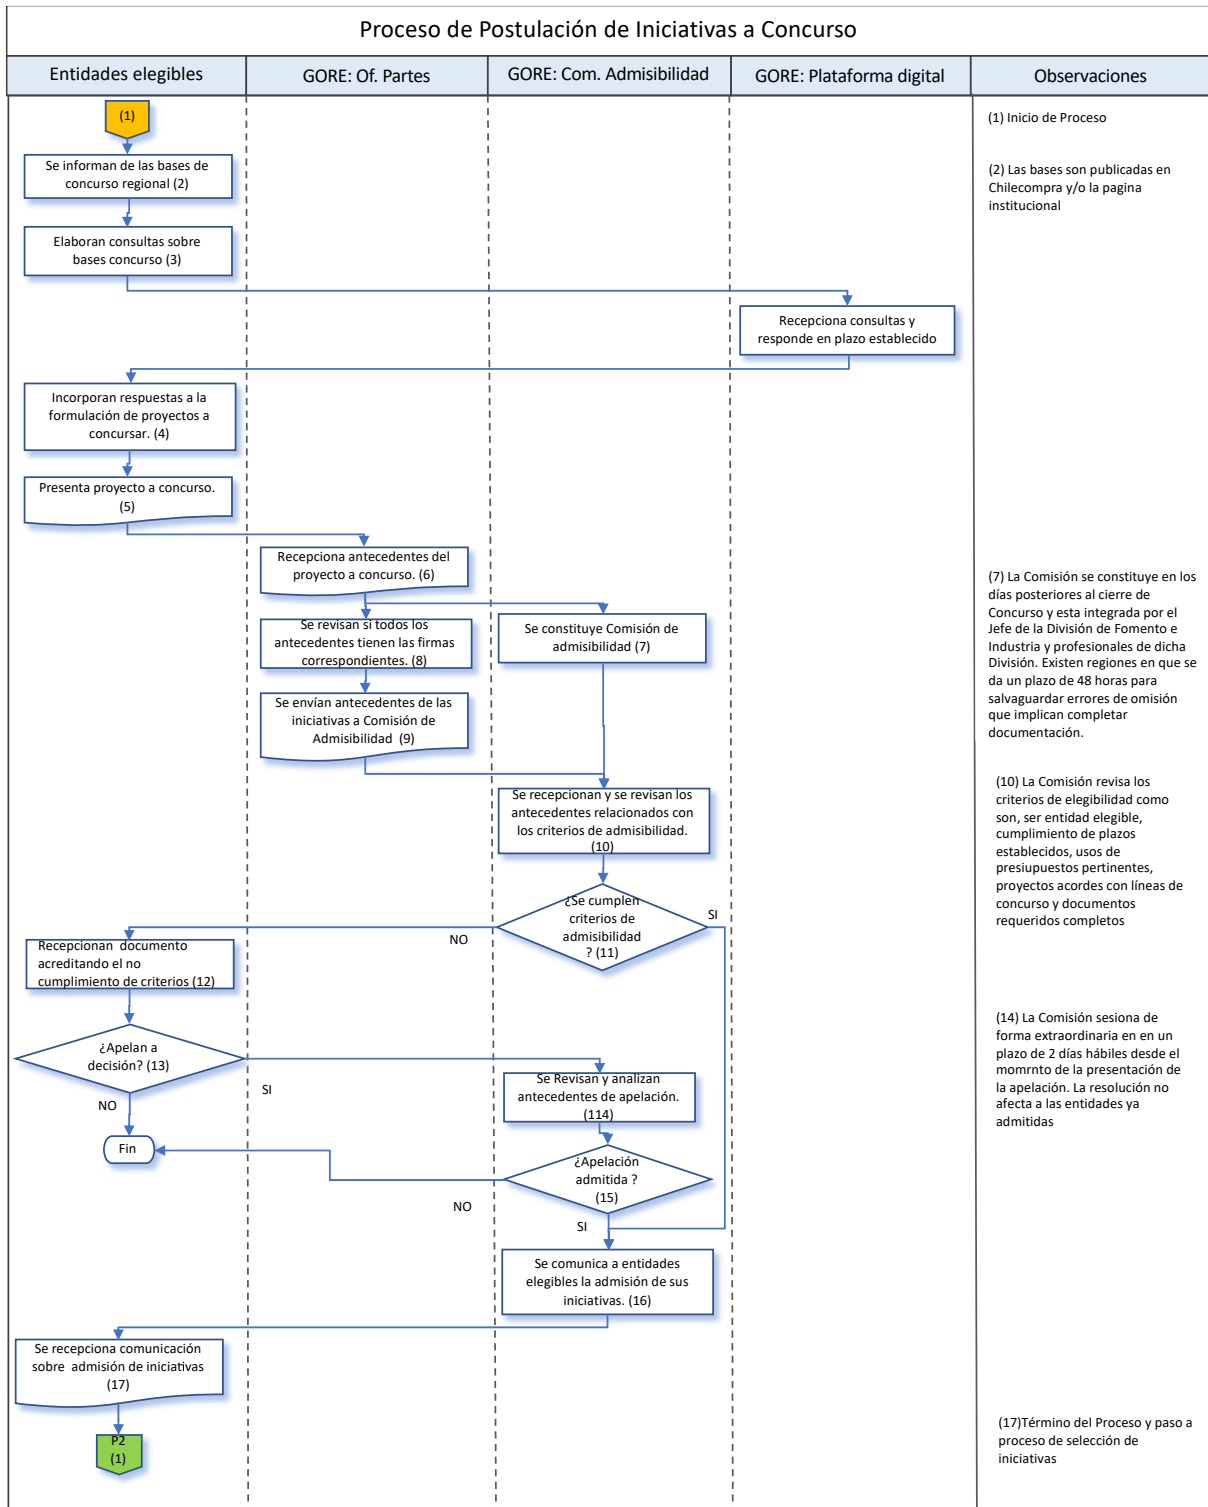 Proceso de Postulación de Iniciativas a Concurso
Entidades elegibles
GORE: Of. Partes
GORE: Com. Admisibilidad
GORE: Plataforma digital
Observaciones
(1)
(1) Inicio de Proceso
Se informan de las bases de
concurso regional (2)
(2) Las bases son publicadas en
Chilecompra y/o la pagina
institucional
Elaboran consultas sobre
bases concurso (3)
Recepciona consultas y
responde en plazo establecido
Incorporan respuestas a la
formulación de proyectos a
concursar. (4)
Presenta proyecto a concurso.
(5)
Recepciona antecedentes del
proyecto a concurso. (6)
Se revisan si todos los
antecedentes tienen las firmas
correspondientes. (8)
Se constituye Comisión de
admisibilidad (7)
(7) La Comisión se constituye en los
días posteriores al cierre de
Concurso y esta integrada por el
Jefe de la División de Fomento e
Industria y profesionales de dicha
División. Existen regiones en que se
da un plazo de 48 horas para
salvaguardar errores de omisión
que implican completar
documentación.
Se envían antecedentes de las
iniciativas a Comisión de
Admisibilidad (9)
Se recepcionan y se revisan los
antecedentes relacionados con
los criterios de admisibilidad.
(10)
(10) La Comisión revisa los
criterios de elegibilidad como
son, ser entidad elegible,
cumplimiento de plazos
establecidos, usos de
presiupuestos pertinentes,
proyectos acordes con líneas de
concurso y documentos
requeridos completos
¿Se cumplen
criterios de
admisibilidad
? (11)
SI
NO
Recepcionan documento
acreditando el no
cumplimiento de criterios (12)
¿Apelan a
decisión? (13)
NO
SI
Fin
Se Revisan y analizan
antecedentes de apelación.
(114)
(14) La Comisión sesiona de
forma extraordinaria en en un
plazo de 2 días hábiles desde el
momrnto de la presentación de
la apelación. La resolución no
afecta a las entidades ya
admitidas
¿Apelación
admitida ?
(15)
NO
SI
Se comunica a entidades
elegibles la admisión de sus
iniciativas. (16)
Se recepciona comunicación
sobre admisión de iniciativas
(17)
P2
(1)
(17)Término del Proceso y paso a
proceso de selección de
iniciativas